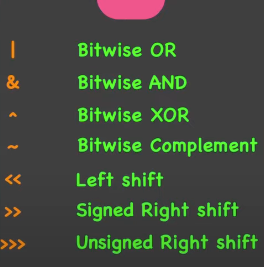 | Bitwise OR
& Bitwise AND
^ Bitwise XOR
~ Bitwise Complement
<< Left shift
>> Signed Right shift
>>> Unsigned Right shift